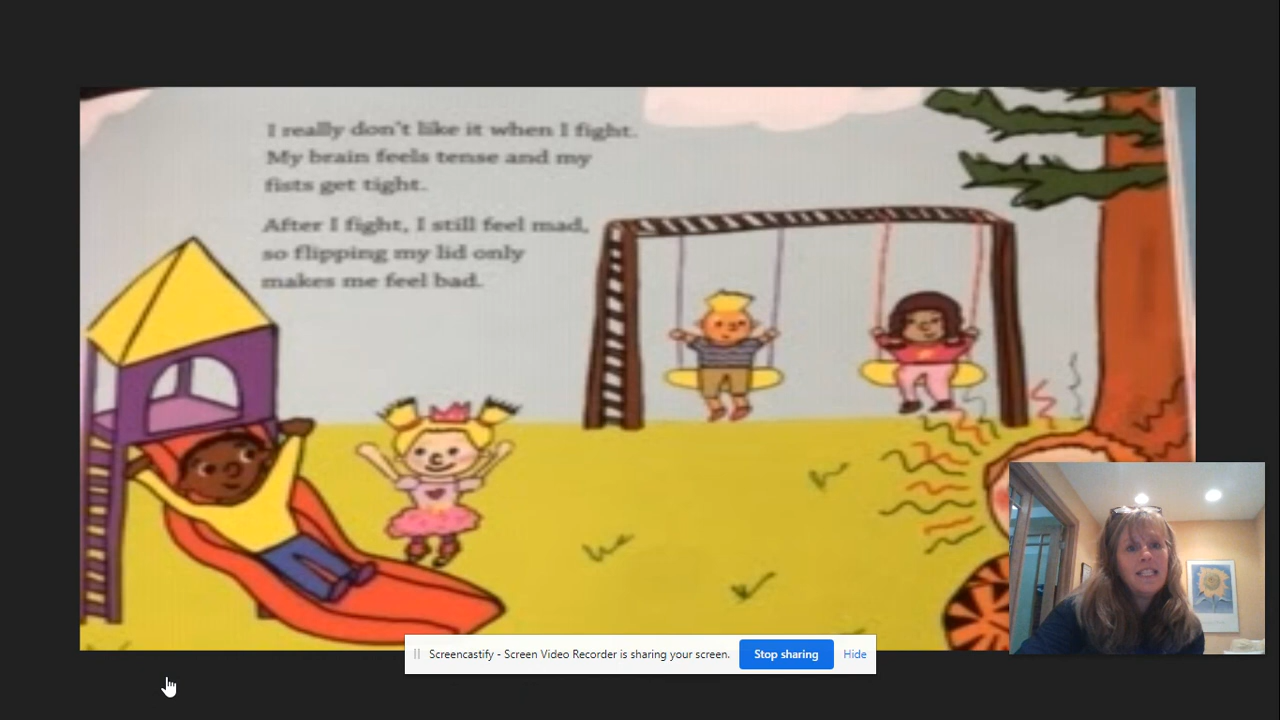 I really don't like it when I fight.
My brain feels tense and my
fists get tight.
After I fight, I still feel mad,
so flipping my lid only
makes me feel bad.
Screencastify - Screen Video Recorder is sharing your screen.
Stop sharing
Hide